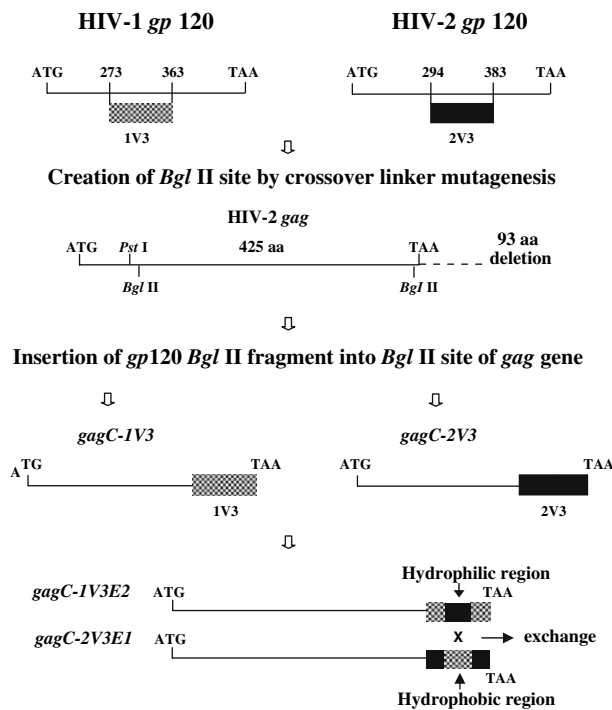 HIV-1 gp 120 HIV-2 gp 120
ATG 273 363 TAA ATG 294 383 TAA
1V3 2V3
Creation of Bgl II site by crossover linker mutagenesis
HIV-2 gag
ATG Pst I 425 aa TAA 93 aa
deletion
Bgl II BgI II
Insertion of gp120 Bgl II fragment into Bgl II site of gag gene
gagC-1V3 gagC-2V3
ATG TAA ATG TAA
1V3 2V3
Hydrophilic region
gagC-1V3E2 ATG TAA
x exchange
gagC-2V3E1 ATG
TAA
Hydrophobic region